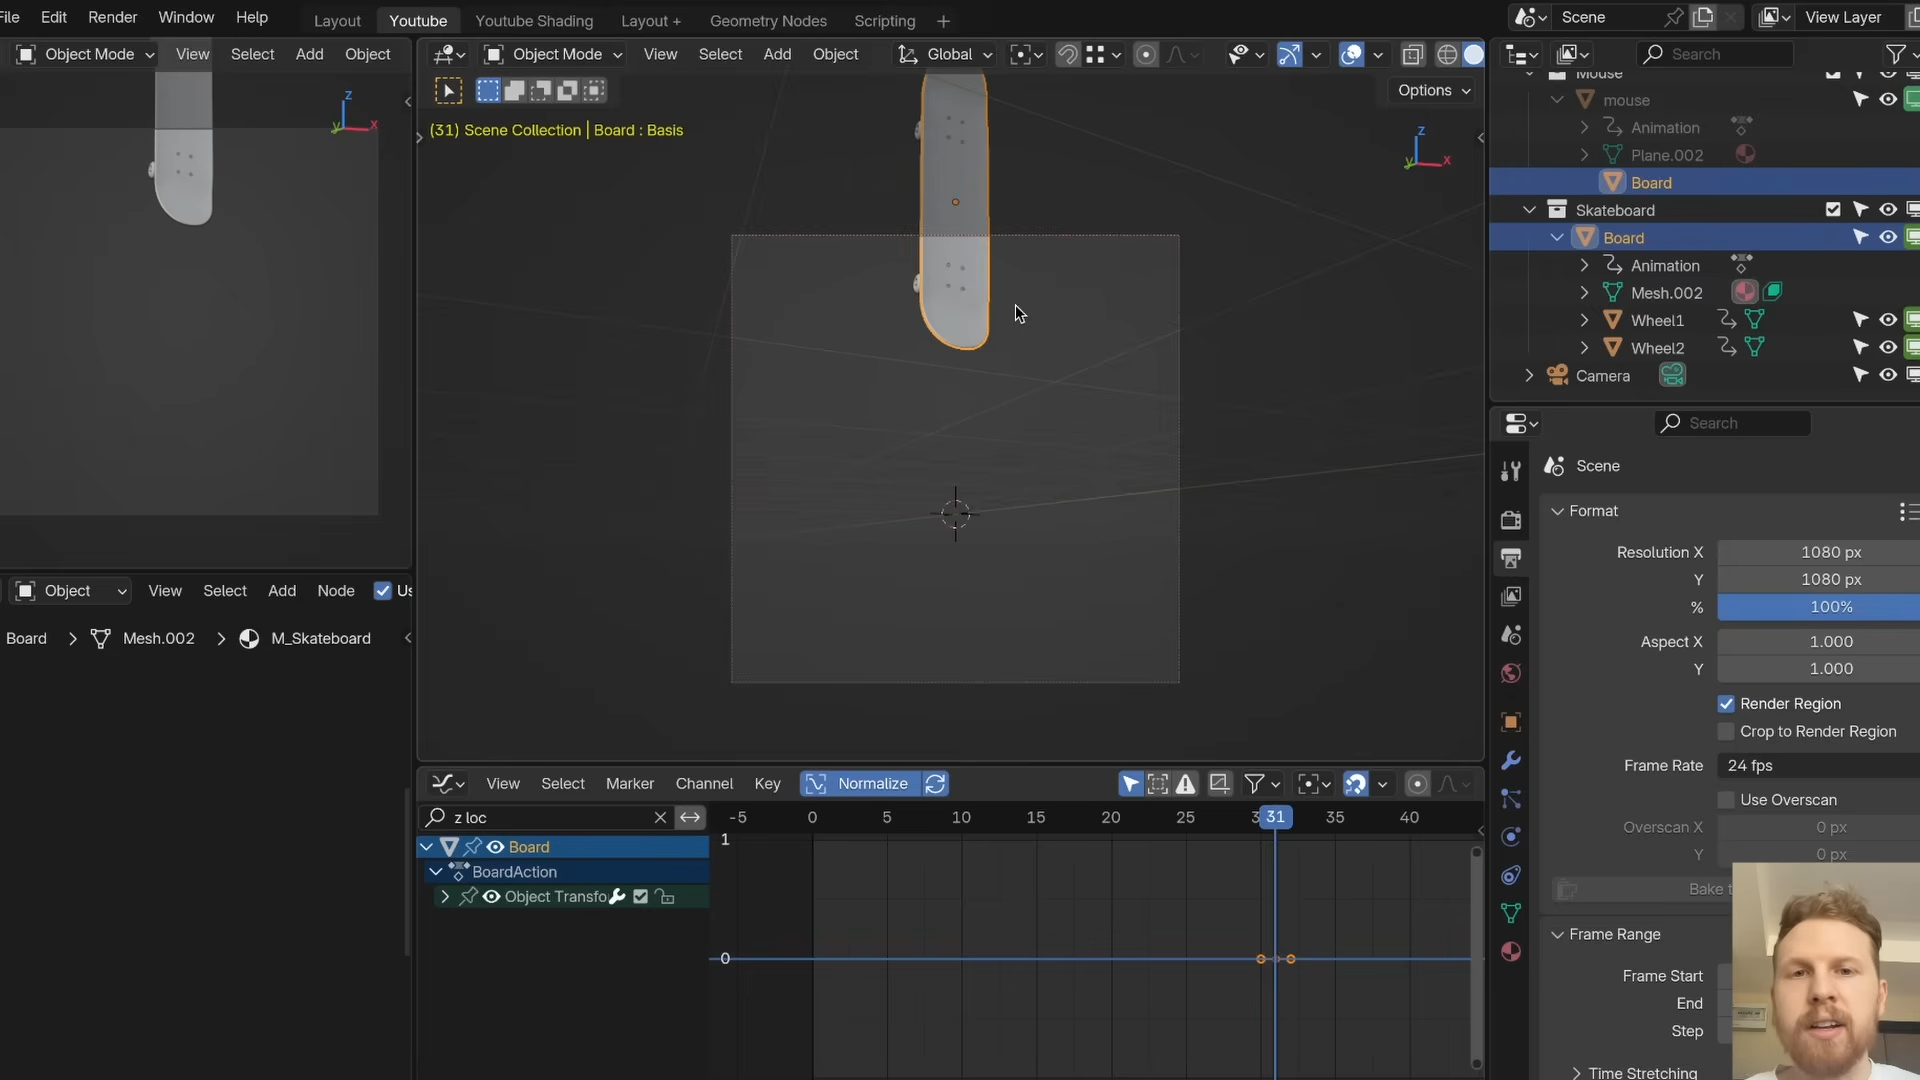 File Edit Render Window Help Layout Youtube Youtube Shading Layout + Geometry Nodes Scripting + Scene View Layer
Object Mode View Select Add Object
Object Mode View Select Add Object Global
Search
Options
(31) Scene Collection | Board : Basis
Z
X
Y
Z
X
Y
Mouse
mouse
Animation
Plane.002
Board
Skateboard
Board
Animation
Mesh.002
Wheel1
Wheel2
Camera
Search
Scene
Format
Resolution X 1080 px
Y 1080 px
% 100%
Aspect X 1.000
Y 1.000
Render Region
Crop to Render Region
Frame Rate 24 fps
Use Overscan
Overscan X 0 px
Y 0 px
Bake t
Frame Range
Frame Start
End
Step
Time Stretching
Object View Select Add Node Us
Board > Mesh.002 > M_Skateboard
View Select Marker Channel Key Normalize
z loc
-5 0 5 10 15 20 25 3 31 35 40
1
0
Board
BoardAction
Object Transfo